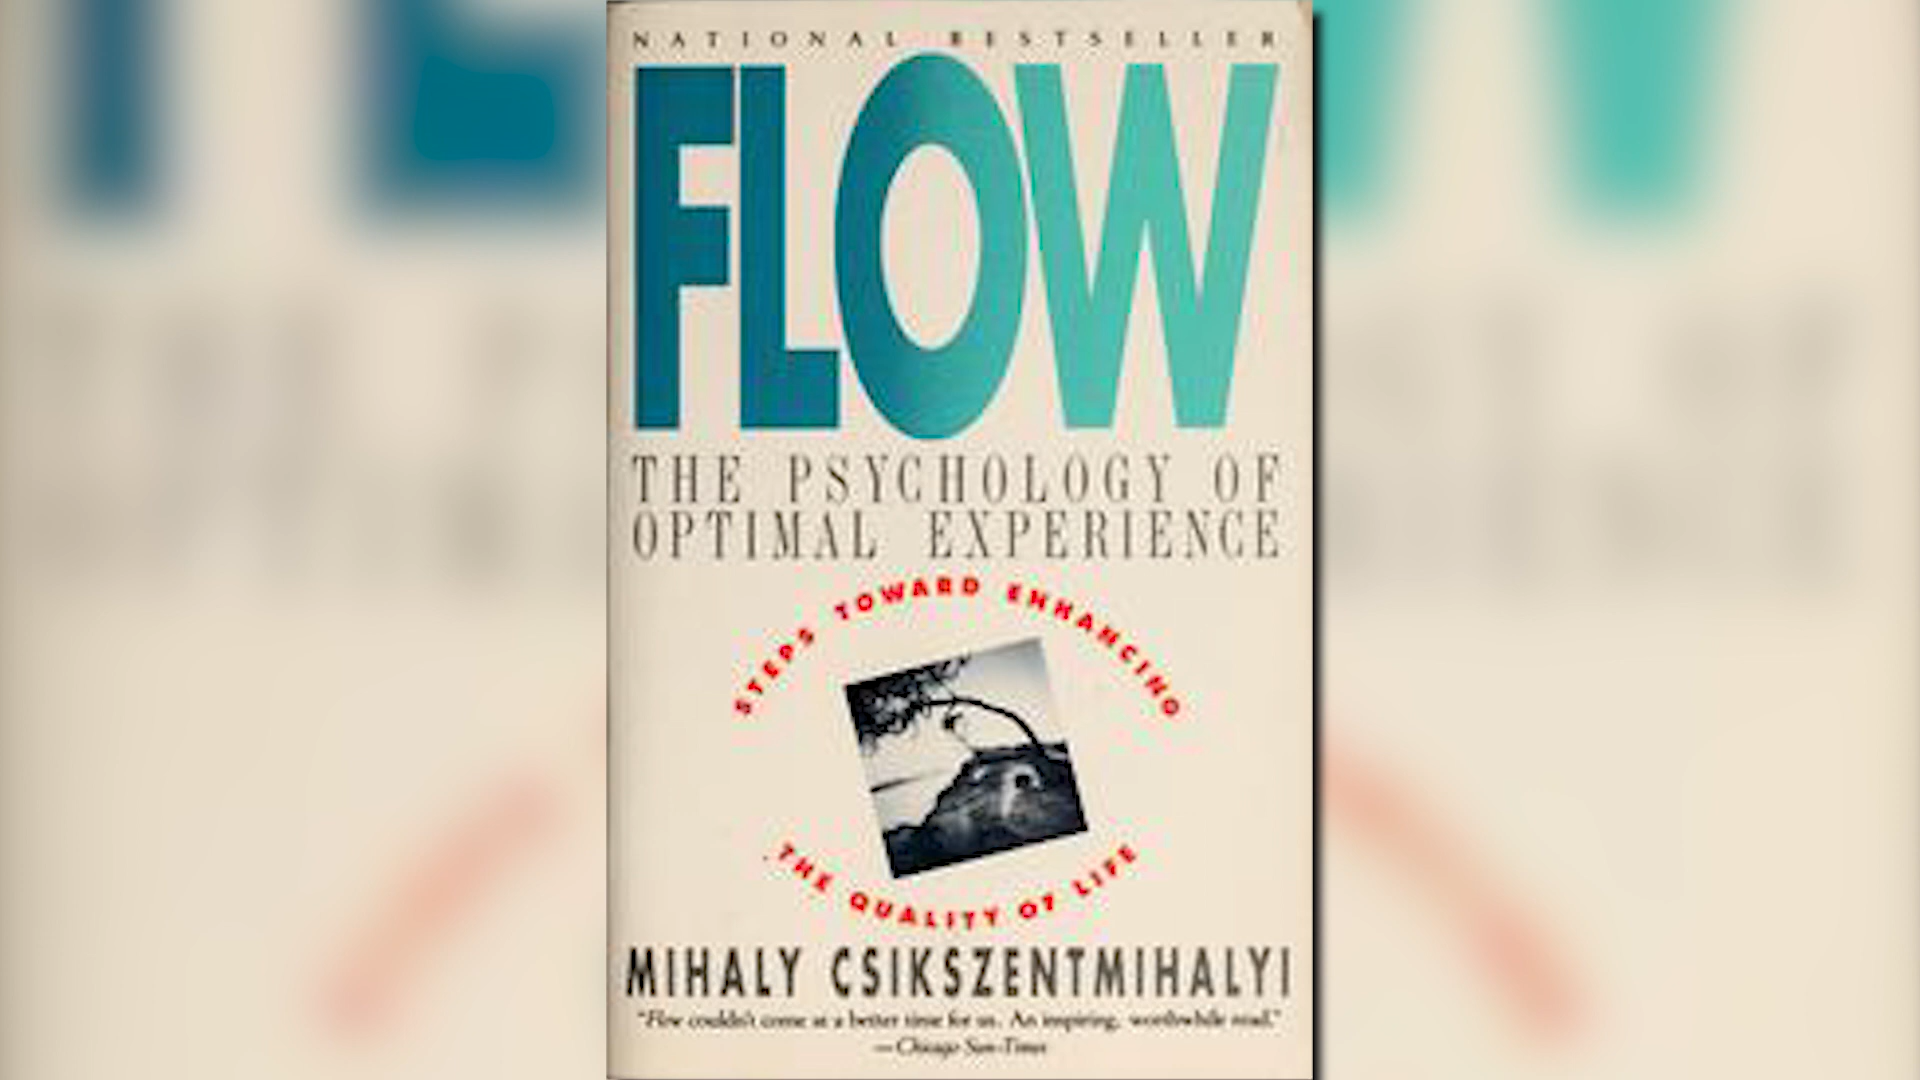 NATIONAL BESTSELLER
FLOW
THE PSYCHOLOGY OF
OPTIMAL EXPERIENCE
STEPS TOWARD ENHANCING
THE QUALITY OF LIFE
MIHALY CSIKSZENTMIHALYI
"Flow couldn't come at a better time for us. An inspiring, worthwhile read."
—Chicago Sun-Times